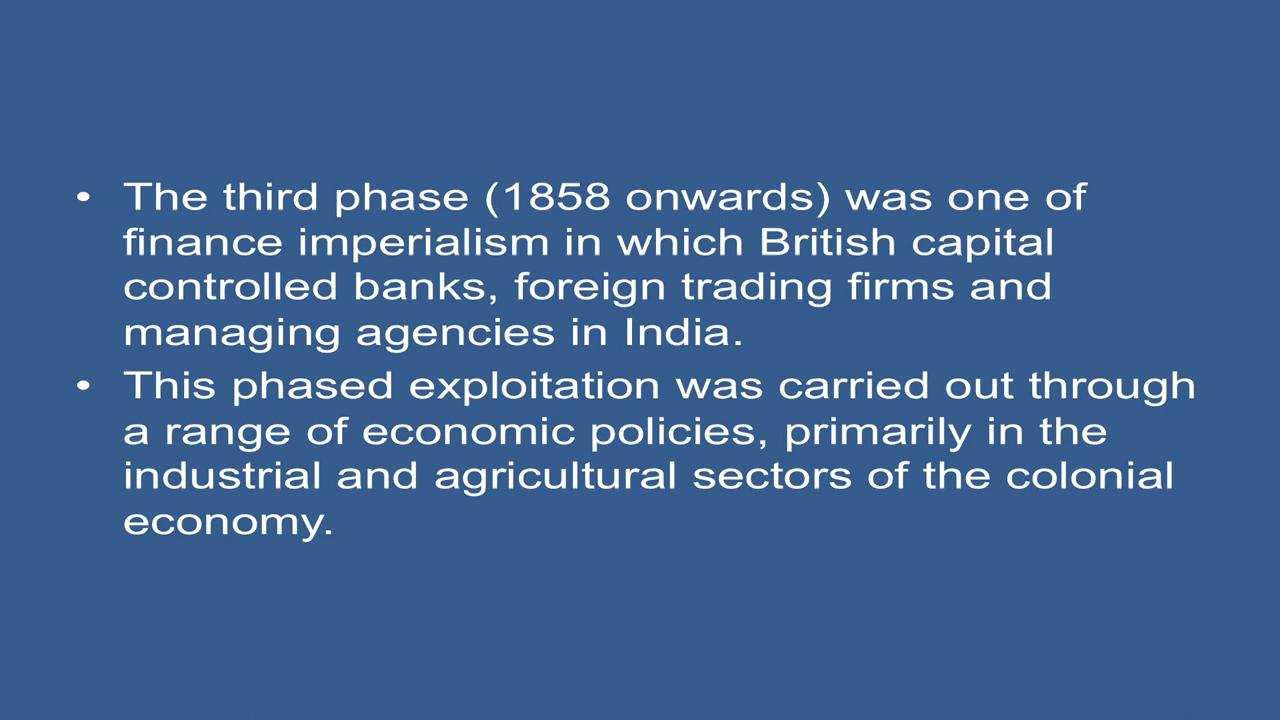 • The third phase (1858 onwards) was one of
finance imperialism in which British capital
controlled banks, foreign trading firms and
managing agencies in India.
• This phased exploitation was carried out through
a range of economic policies, primarily in the
industrial and agricultural sectors of the colonial
economy.